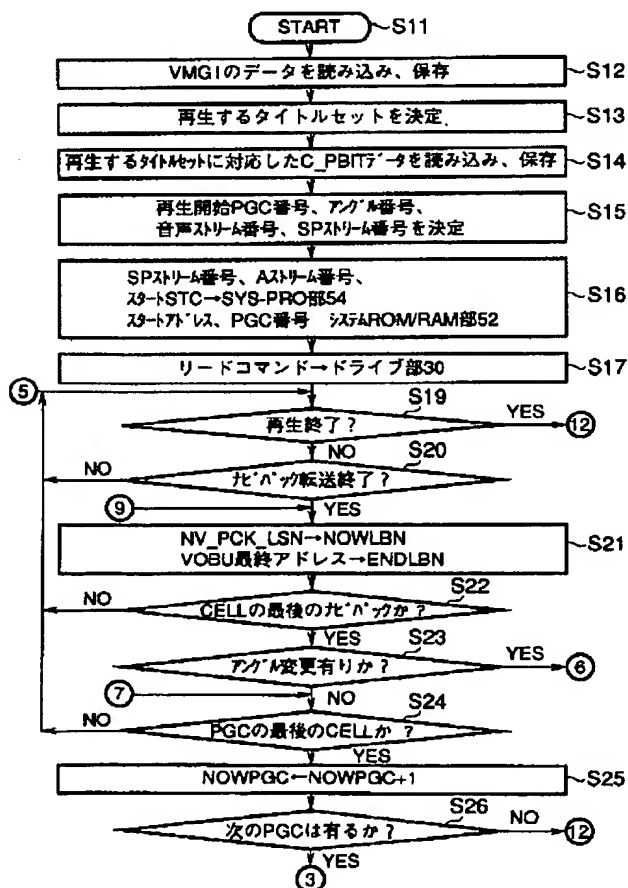 START S11
VMGIのデータを読み込み、保存 S12
再生するタイトルセットを決定. S13
再生するﾀｲﾄﾙｾｯﾄに対応したC_PBITデータを読み込み、保存 S14
再生開始PGC番号、ｱﾝｸﾞﾙ番号、
音声ｽﾄﾘｰﾑ番号、SPｽﾄﾘｰﾑ番号を決定 S15
SPｽﾄﾘｰﾑ番号、Aｽﾄﾘｰﾑ番号、
ｽﾀｰﾄSTC→SYS-PRO部54
ｽﾀｰﾄｱﾄﾞﾚｽ、PGC番号 ｼｽﾃﾑROM/RAM部52 S16
リードコマンド→ドライブ部30 S17
⑤
S19
再生終了？ YES ⑫
NO
S20
NO ﾅﾋﾞﾊﾟｯｸ転送終了？
⑨ YES
NV_PCK_LSN→NOWLBN
VOBU最終アドレス→ENDLBN S21
S22
NO CELLの最後のﾅﾋﾞﾊﾟｯｸか？
YES
S23
ｱﾝｸﾞﾙ変更有りか？ YES ⑥
⑦ NO
S24
NO PGCの最後のCELLか？
YES
NOWPGC←NOWPGC+1 S25
S26
次のPGCは有るか？ NO ⑫
YES
③